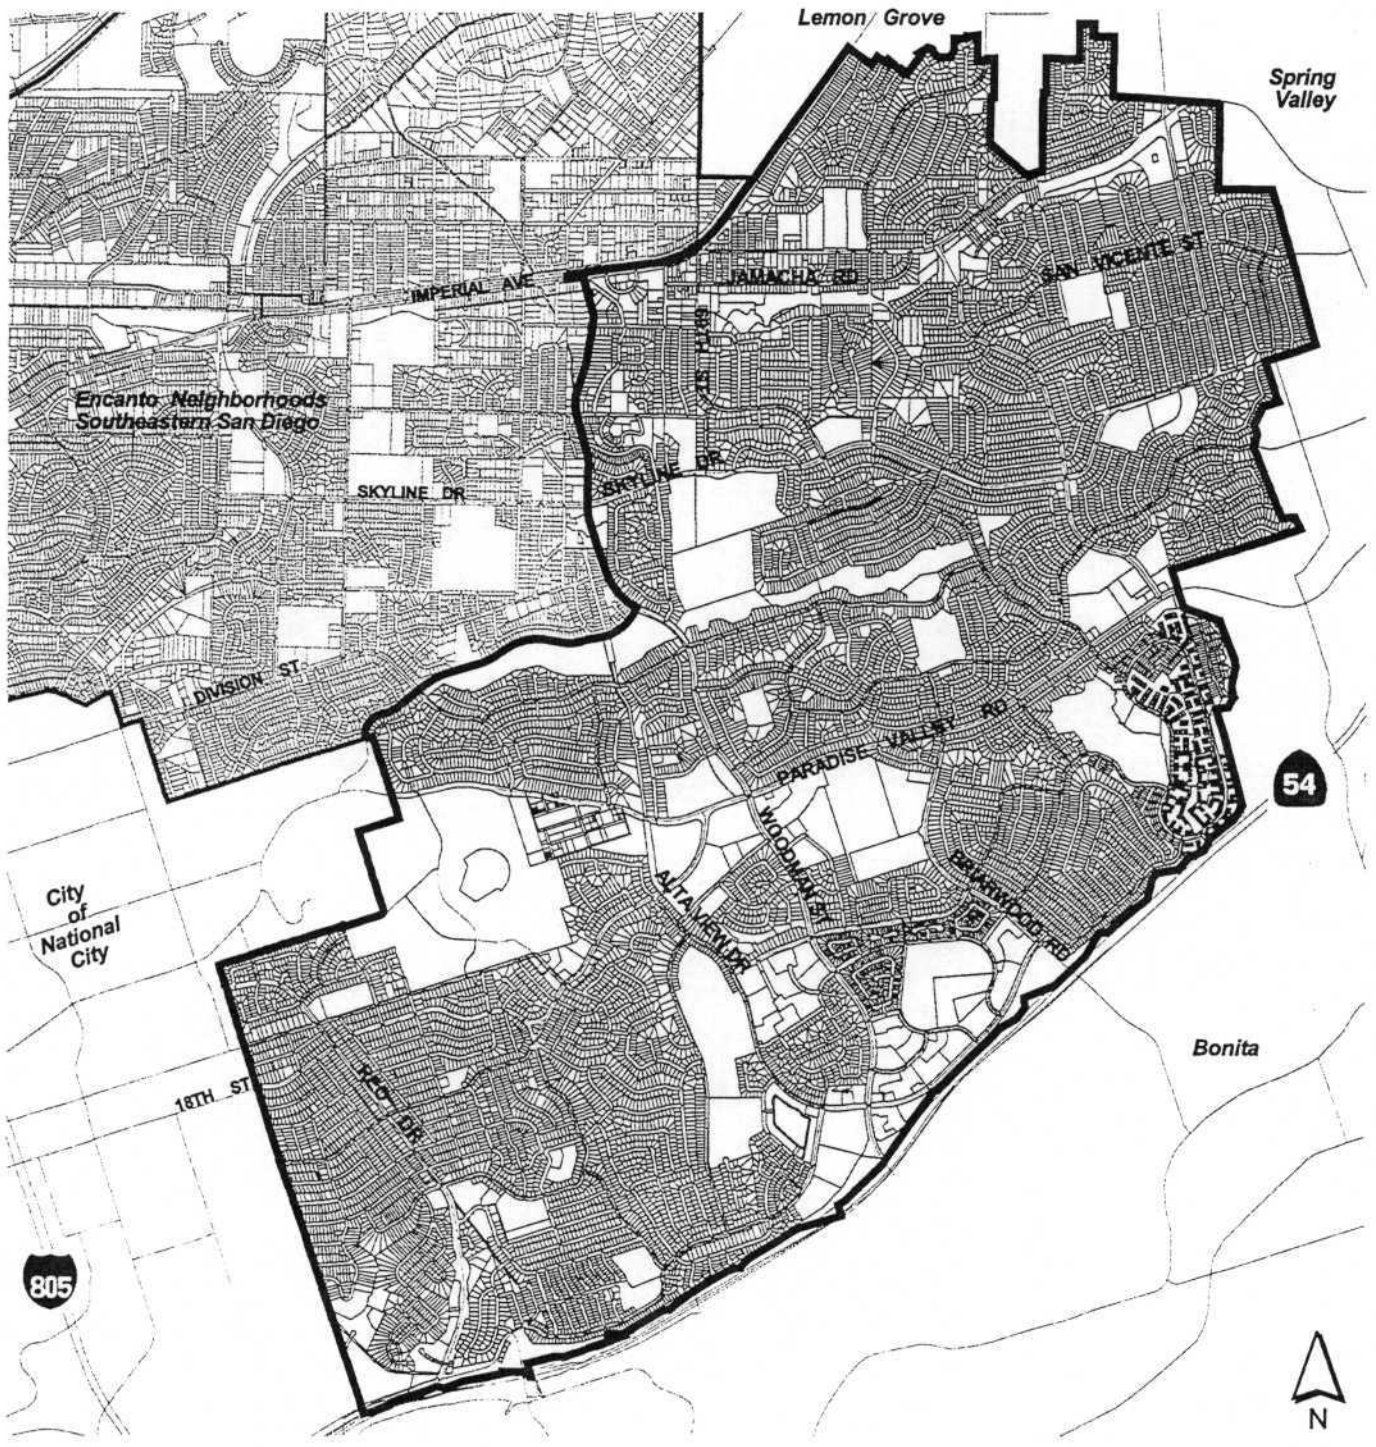 Lemon Grove
Spring
Valley
SAN VICENTE ST
JAMACHA RD
IMPERIAL AVE
69TH ST
Encanto Neighborhoods
Southeastern San Diego
SKYLINE DR
SKYLINE DR
DIVISION ST
PARADISE VALLEY RD
54
WOODMAN ST
BRIARWOOD RD
ALTA VIEW DR
City
of
National
City
Bonita
REO DR
18TH ST
805
N